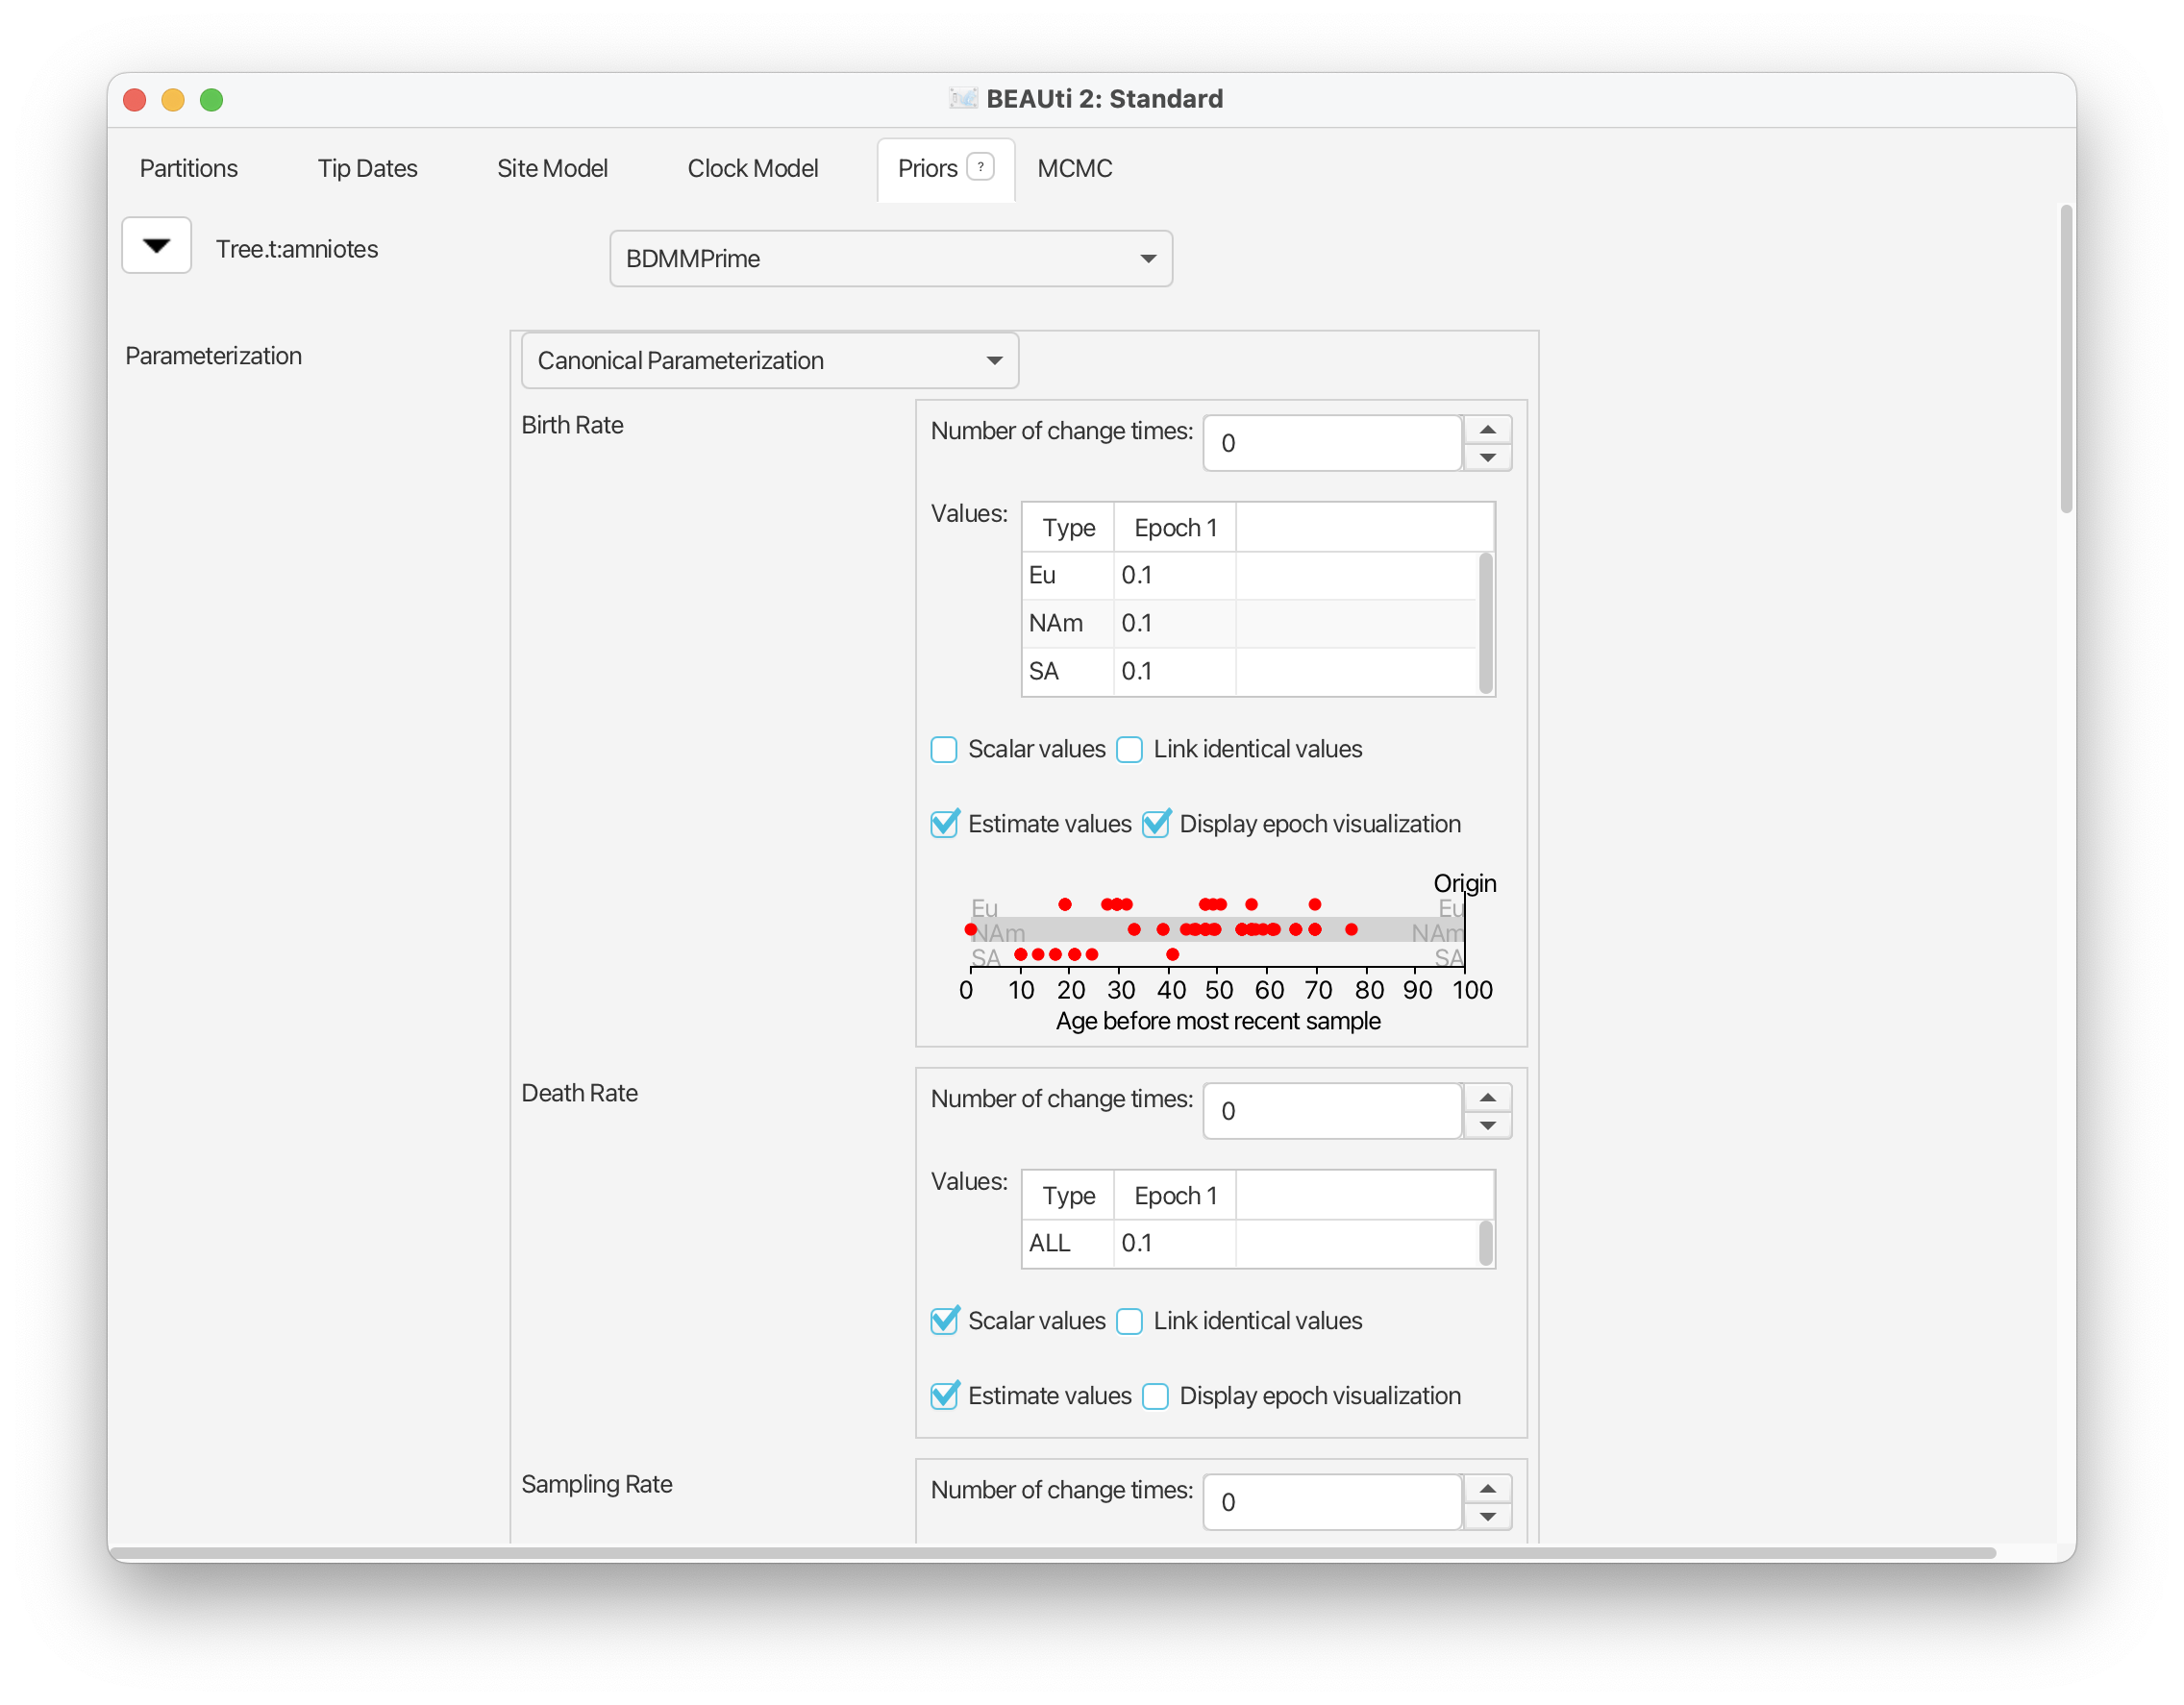 BEAUti 2: Standard
Partitions Tip Dates Site Model Clock Model Priors ? MCMC
Tree.t:amniotes BDMMPrime
Parameterization Canonical Parameterization
Birth Rate Number of change times: 0
Values: Type Epoch 1
Eu 0.1
NAm 0.1
SA 0.1
Scalar values Link identical values
Estimate values Display epoch visualization
Origin
Eu Eu
NAm NAm
SA SA
0 10 20 30 40 50 60 70 80 90 100
Age before most recent sample
Death Rate Number of change times: 0
Values: Type Epoch 1
ALL 0.1
Scalar values Link identical values
Estimate values Display epoch visualization
Sampling Rate Number of change times: 0